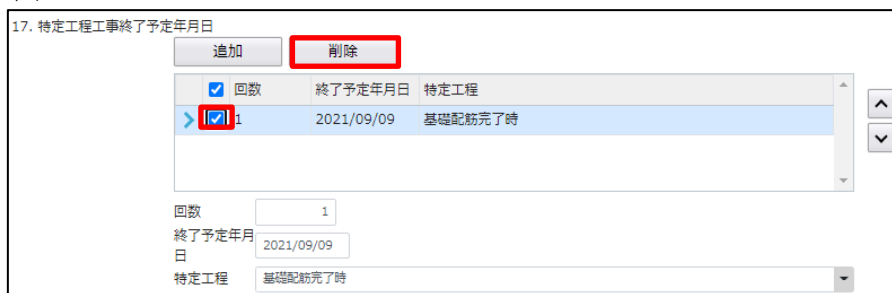 17. 特定工程工事終了予定年月日
追加 削除
回数 終了予定年月日 特定工程
1 2021/09/09 基礎配筋完了時
回数 1
終了予定年月
日 2021/09/09
特定工程 基礎配筋完了時